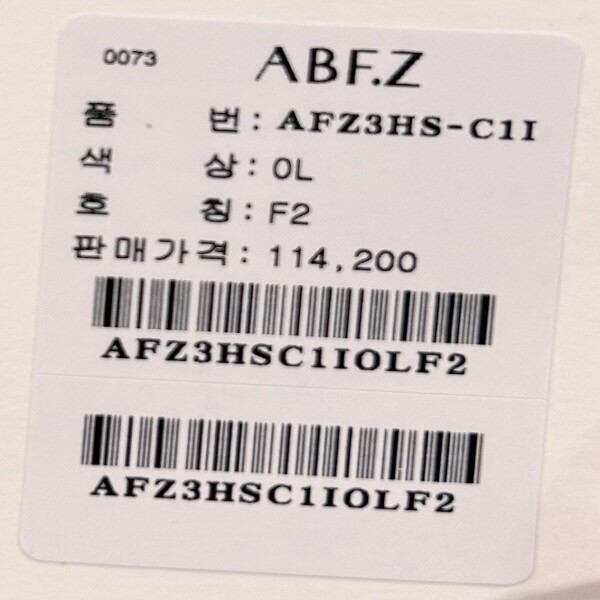 0073 ABF.Z
품 번 : AFZ3HS-C1I
색 상 : OL
호 칭 : F2
판매가격 : 114,200
AFZ3HSC1IOLF2
AFZ3HSC1IOLF2